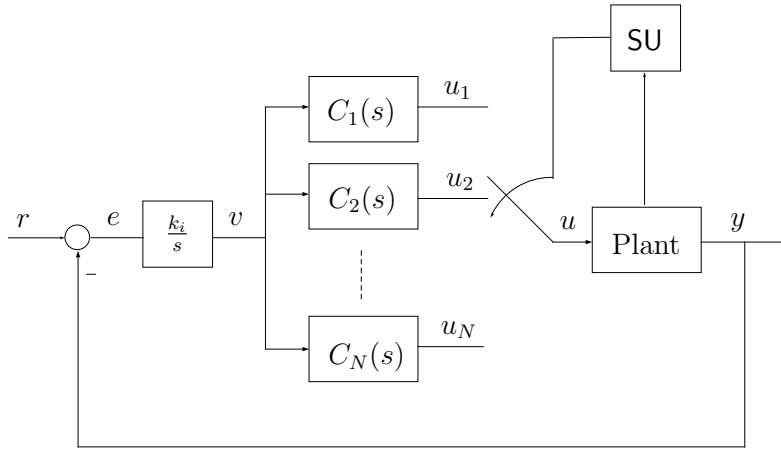 SU
u_1
C_1(s)
u_2
C_2(s)
r
e
k_i/s
v
u
Plant
y
–
u_N
C_N(s)